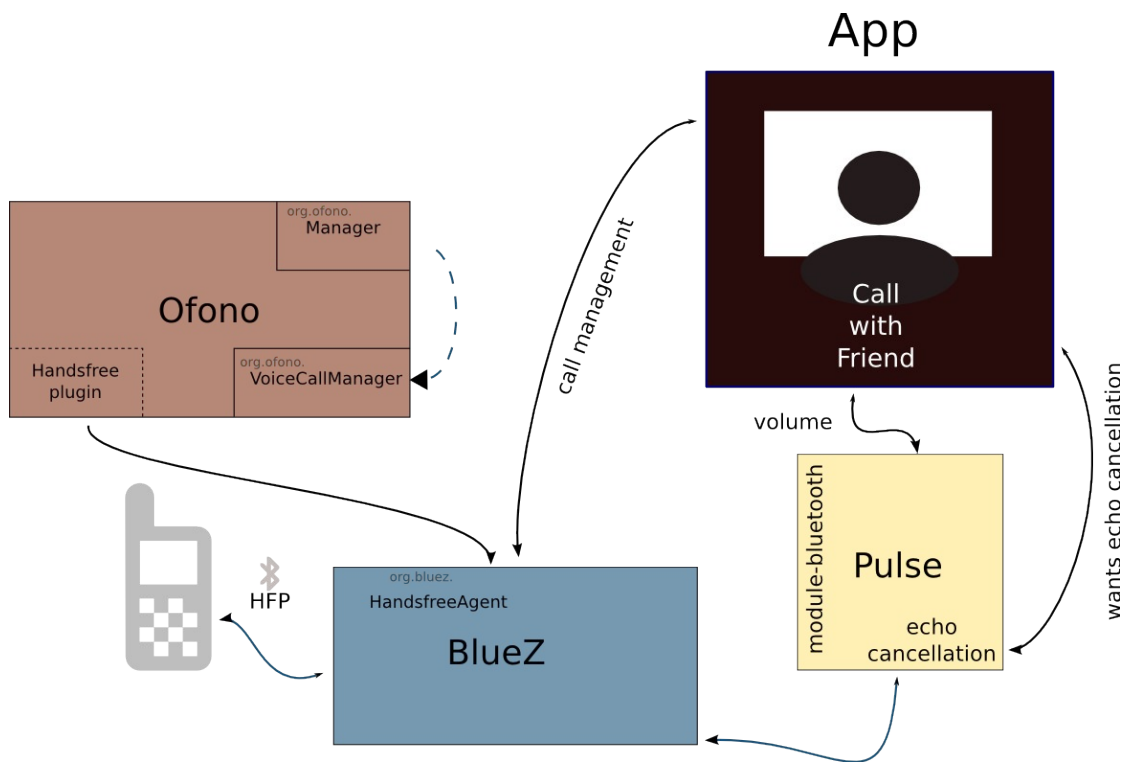 App
org.ofono.
Manager
Ofono
org.ofono.
VoiceCallManager
Handsfree
plugin
call management
Call
with
Friend
volume
wants echo cancellation
module-bluetooth
Pulse
echo
cancellation
HFP
org.bluez.
HandsfreeAgent
BlueZ